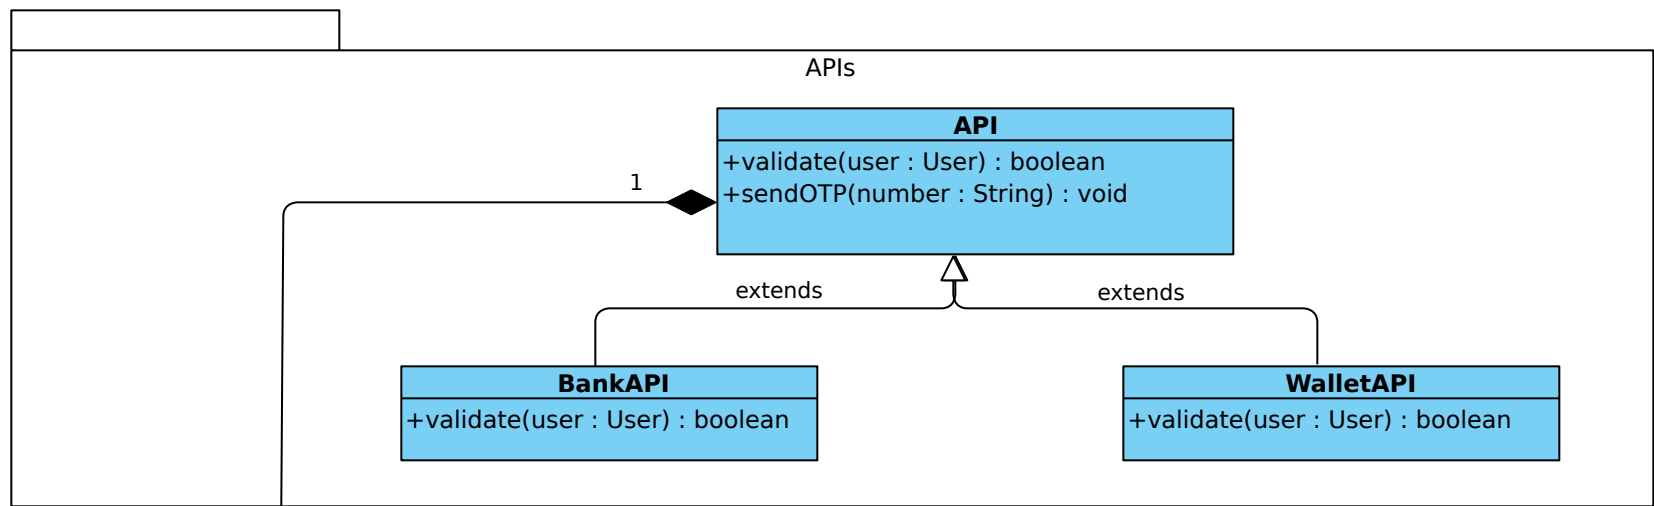 APIs
API
+validate(user : User) : boolean
+sendOTP(number : String) : void
1
extends
extends
BankAPI
+validate(user : User) : boolean
WalletAPI
+validate(user : User) : boolean